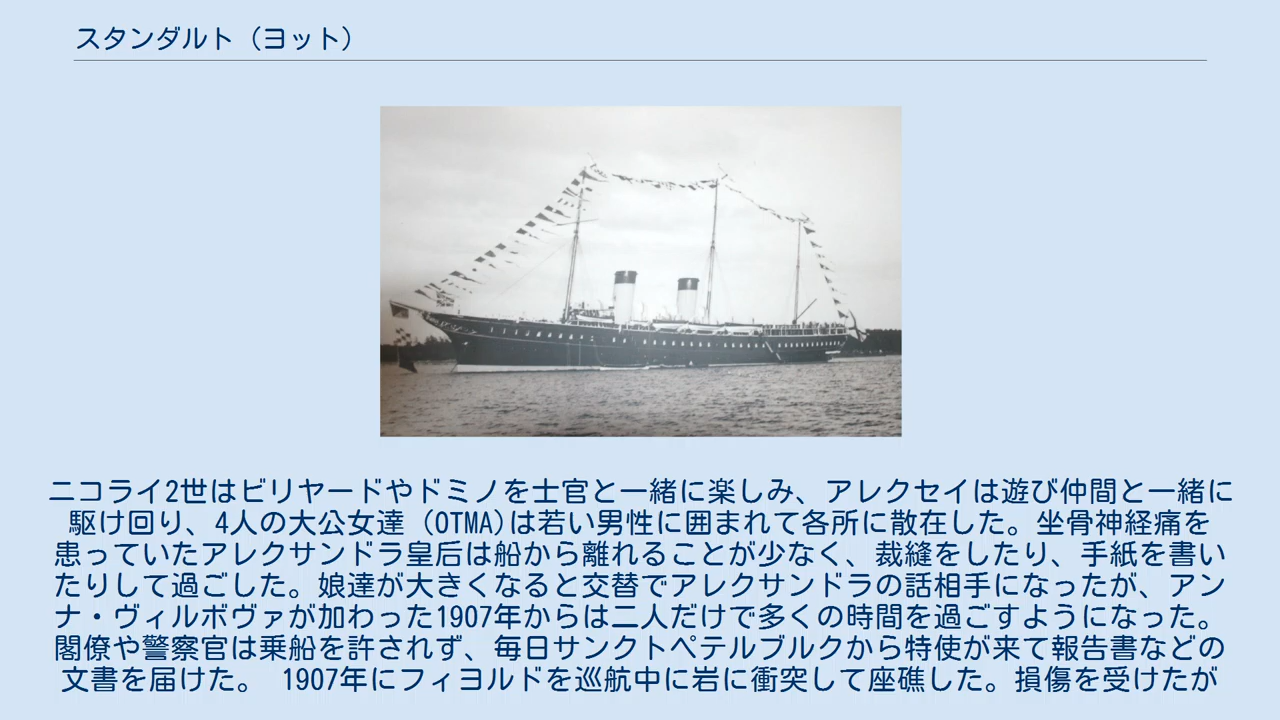 スタンダルト（ヨット）
ニコライ2世はビリヤードやドミノを士官と一緒に楽しみ、アレクセイは遊び仲間と一緒に
駆け回り、4人の大公女達（OTMA)は若い男性に囲まれて各所に散在した。坐骨神経痛を
患っていたアレクサンドラ皇后は船から離れることが少なく、裁縫をしたり、手紙を書い
たりして過ごした。娘達が大きくなると交替でアレクサンドラの話相手になったが、アン
ナ・ヴィルボヴァが加わった1907年からは二人だけで多くの時間を過ごすようになった。
閣僚や警察官は乗船を許されず、毎日サンクトペテルブルクから特使が来て報告書などの
文書を届けた。 1907年にフィヨルドを巡航中に岩に衝突して座礁した。損傷を受けたが